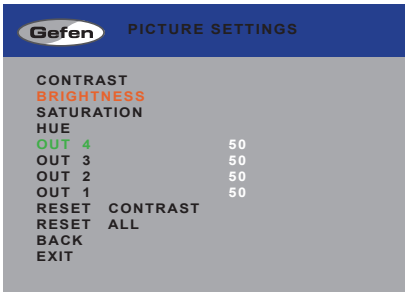 Gefen PICTURE SETTINGS
CONTRAST
BRIGHTNESS
SATURATION
HUE
OUT 4 50
OUT 3 50
OUT 2 50
OUT 1 50
RESET CONTRAST
RESET ALL
BACK
EXIT